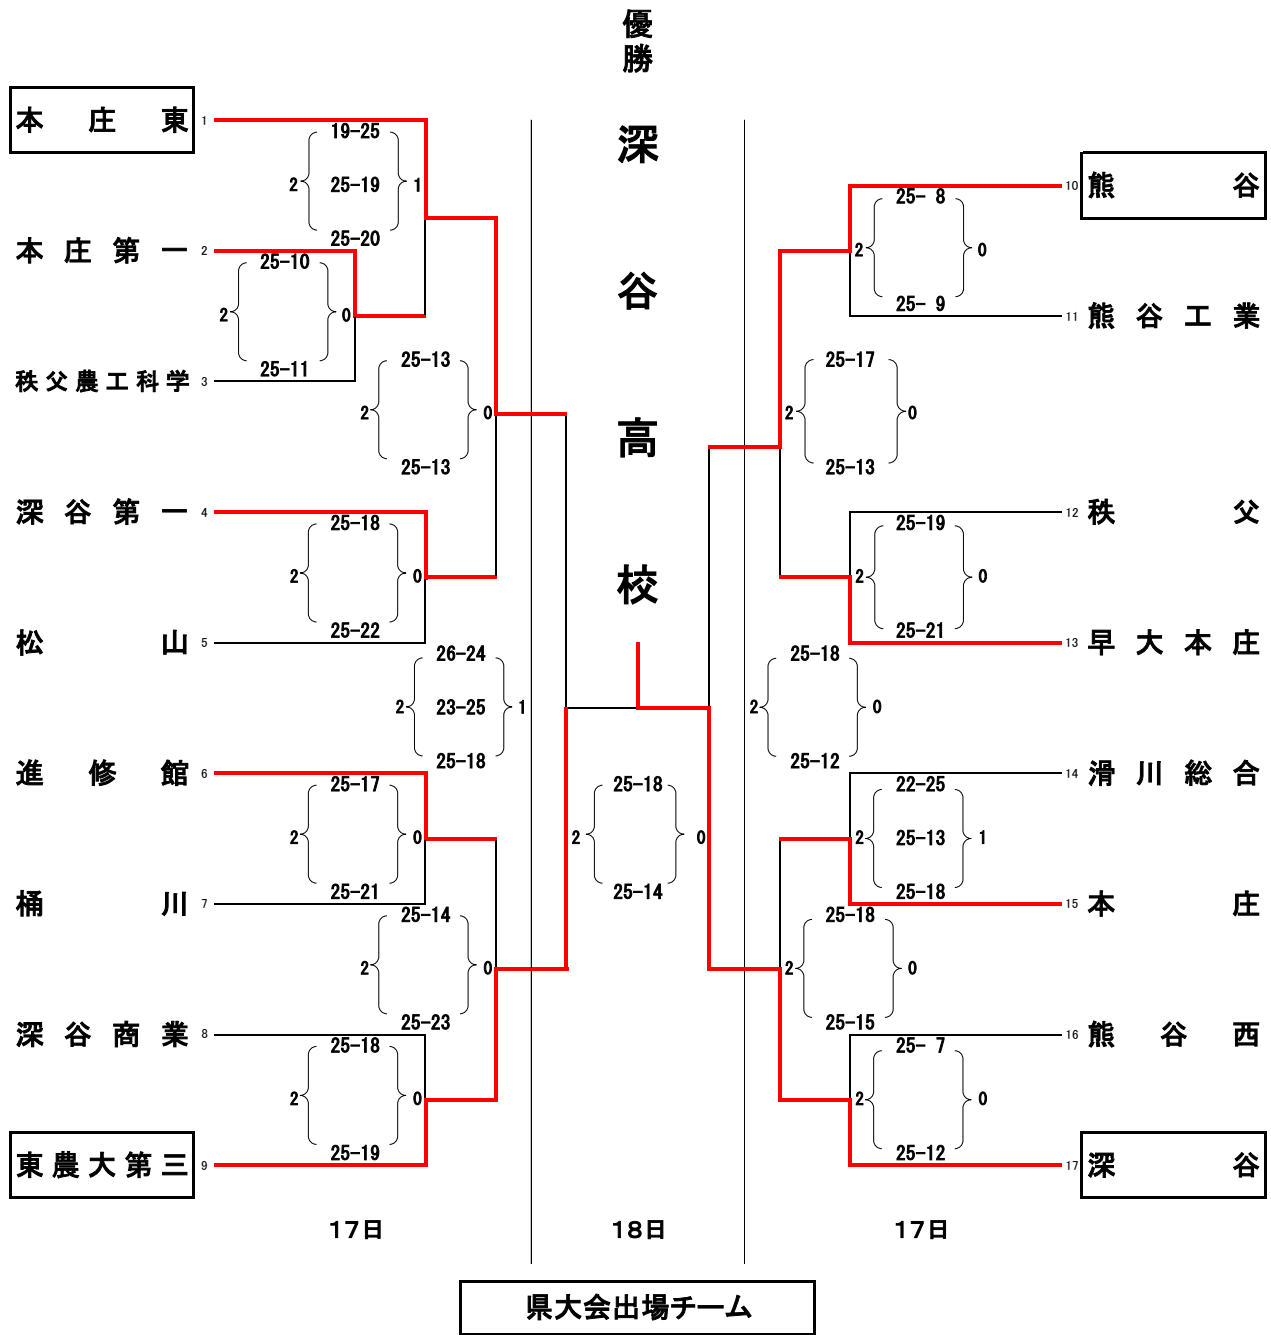 優勝
深谷高校
本庄東 1
19-25
2 25-19 1
25-20
本庄第一 2
25-10
2 0
25-11
秩父農工科学 3
25-13
2 0
25-13
深谷第一 4
25-18
2 0
25-22
松山 5
26-24
2 23-25 1
25-18
進修館 6
25-17
2 0
25-21
桶川 7
25-14
2 0
25-23
深谷商業 8
25-18
2 0
25-19
東農大第三 9
25-18
2 0
25-14
10 熊谷
25- 8
2 0
25- 9
11 熊谷工業
25-17
2 0
25-13
12 秩父
25-19
2 0
25-21
13 早大本庄
25-18
2 0
25-12
14 滑川総合
22-25
2 25-13 1
25-18
15 本庄
25-18
2 0
25-15
16 熊谷西
25- 7
2 0
25-12
17 深谷
17日 18日 17日
県大会出場チーム